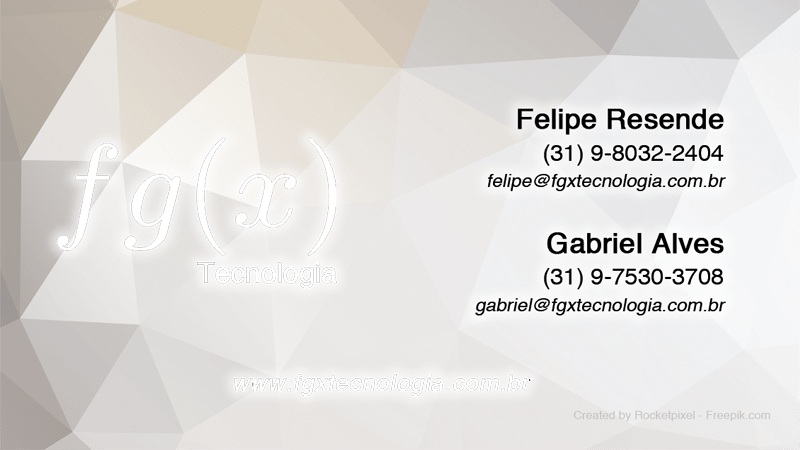 fg(x)
Tecnologia
www.fgxtecnologia.com.br
Felipe Resende
(31) 9-8032-2404
felipe@fgxtecnologia.com.br
Gabriel Alves
(31) 9-7530-3708
gabriel@fgxtecnologia.com.br
Created by Rocketpixel - Freepik.com